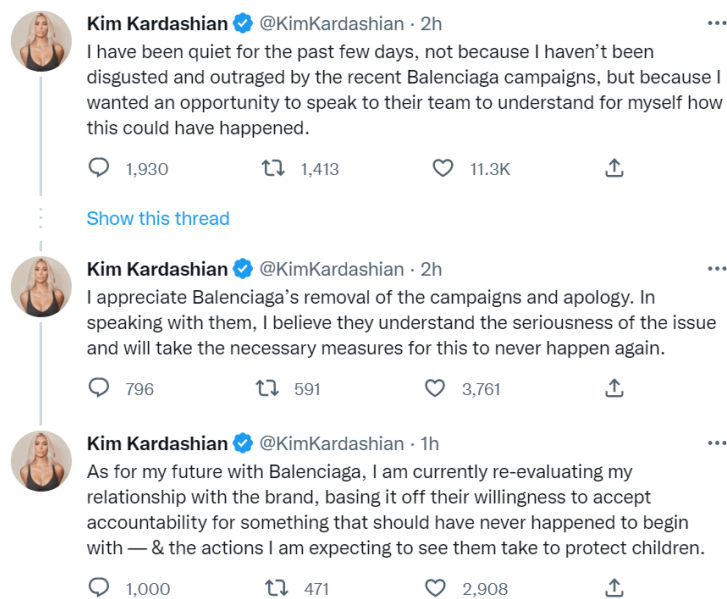 Kim Kardashian @KimKardashian · 2h
I have been quiet for the past few days, not because I haven’t been
disgusted and outraged by the recent Balenciaga campaigns, but because I
wanted an opportunity to speak to their team to understand for myself how
this could have happened.
1,930 1,413 11.3K
Show this thread
Kim Kardashian @KimKardashian · 2h
I appreciate Balenciaga’s removal of the campaigns and apology. In
speaking with them, I believe they understand the seriousness of the issue
and will take the necessary measures for this to never happen again.
796 591 3,761
Kim Kardashian @KimKardashian · 1h
As for my future with Balenciaga, I am currently re-evaluating my
relationship with the brand, basing it off their willingness to accept
accountability for something that should have never happened to begin
with — & the actions I am expecting to see them take to protect children.
1,000 471 2,908